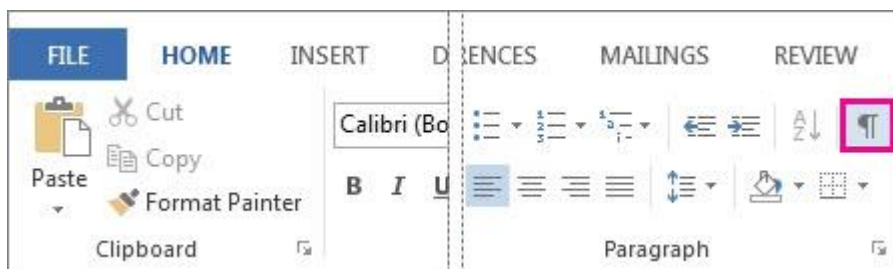 FILE HOME INSERT D RENCES MAILINGS REVIEW
Cut
Calibri (Bo
Copy
Paste
B I U
Format Painter
Clipboard Paragraph